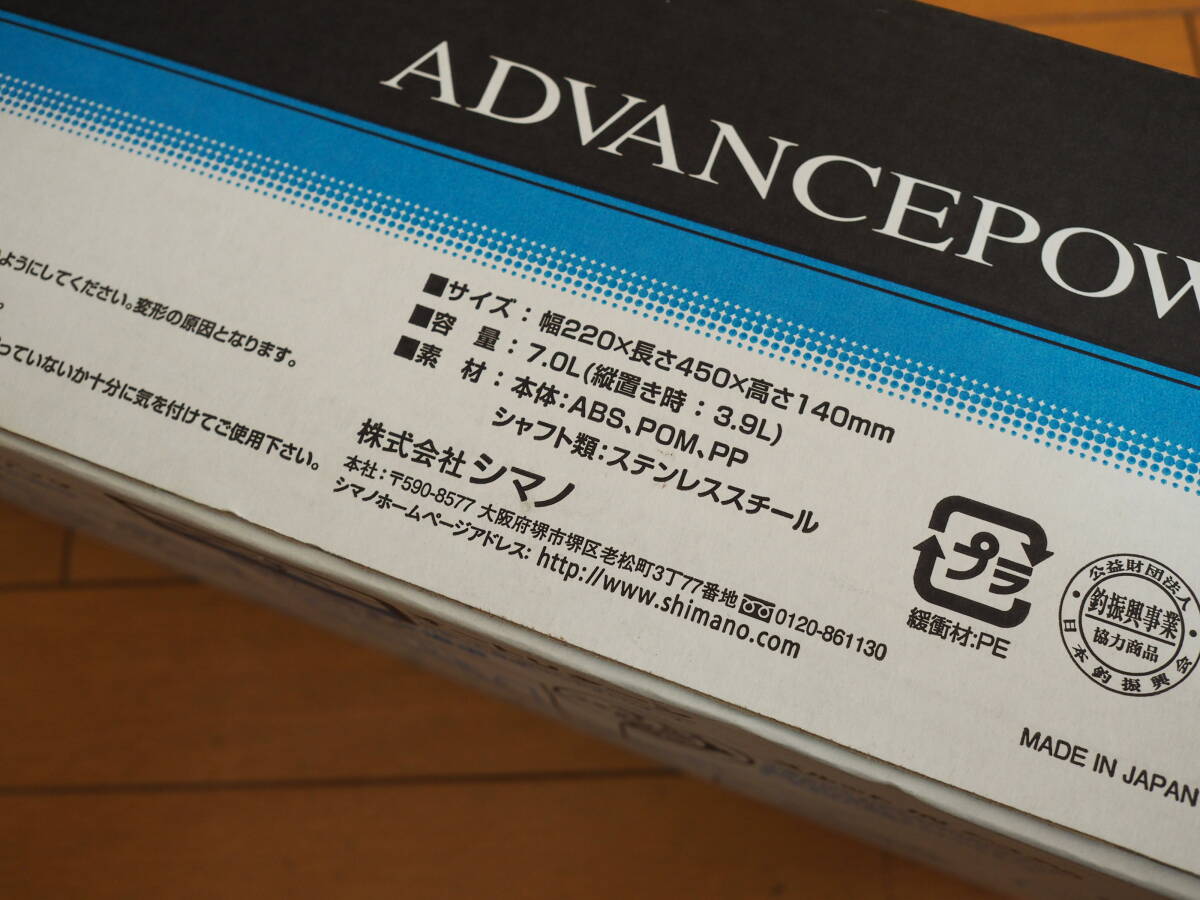 ADVANCEPOW
ようにしてください。変形の原因となります。
っていないか十分に気を付けてご使用下さい。
■サイズ：幅220×長さ450×高さ140mm
■容量：7.0L(縦置き時：3.9L)
■素材：本体：ABS、POM、PP
シャフト類：ステンレススチール
株式会社シマノ
本社：〒590-8577 大阪府堺市堺区老松町3丁77番地 0120-861130
シマノホームページアドレス：http://www.shimano.com
プラ
緩衝材:PE
公益財団法人
釣振興事業
協力商品
日本釣振興会
MADE IN JAPAN